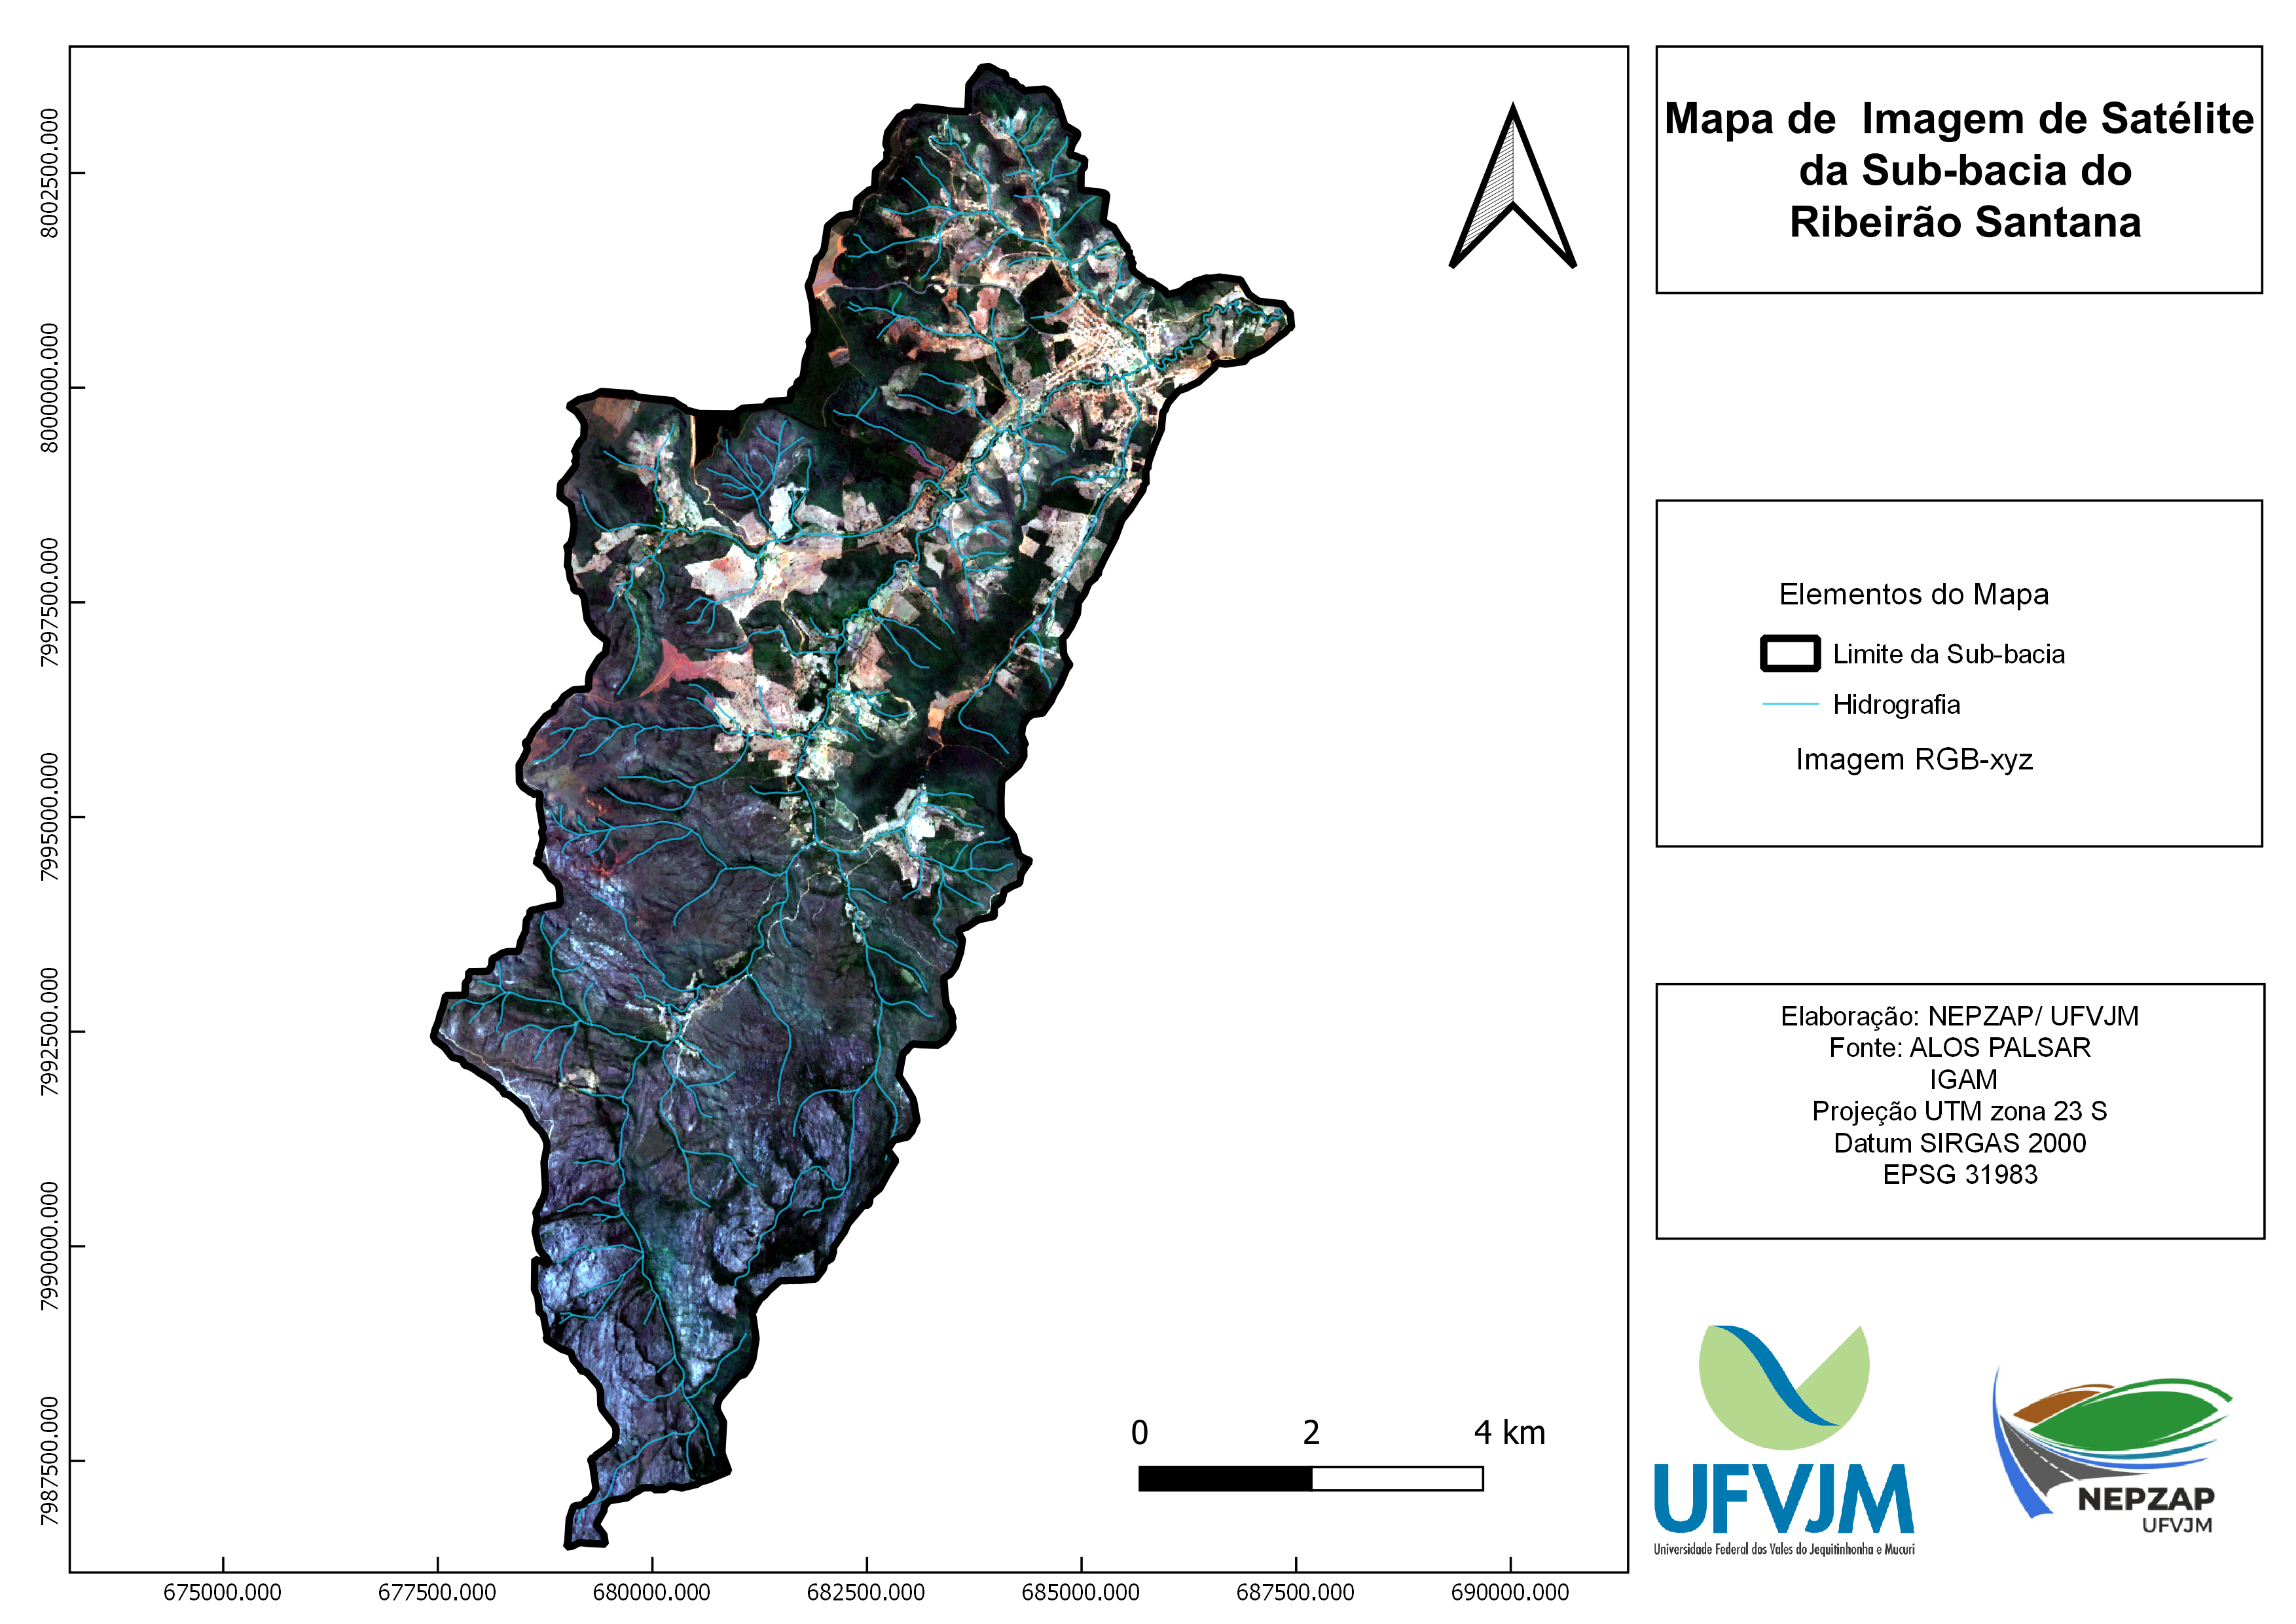 Mapa de  Imagem de Satélite
da Sub-bacia do
Ribeirão Santana
8002500.000
8000000.000
7997500.000
7995000.000
7992500.000
7990000.000
7987500.000
Elementos do Mapa
Limite da Sub-bacia
Hidrografia
Imagem RGB-xyz
Elaboração: NEPZAP/ UFVJM
Fonte: ALOS PALSAR
IGAM
Projeção UTM zona 23 S
Datum SIRGAS 2000
EPSG 31983
0 2 4 km
UFVJM
Universidade Federal dos Vales do Jequitinhonha e Mucuri
NEPZAP
UFVJM
675000.000 677500.000 680000.000 682500.000 685000.000 687500.000 690000.000